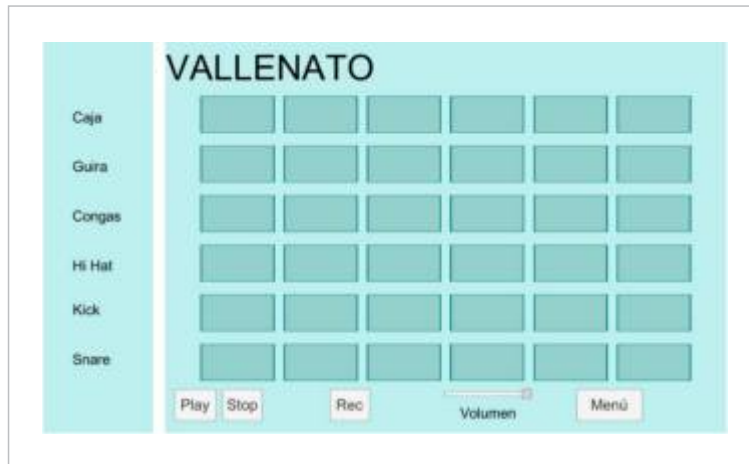 VALLENATO
Caja
Guira
Congas
Hi Hat
Kick
Snare
Play Stop Rec Volumen Menú